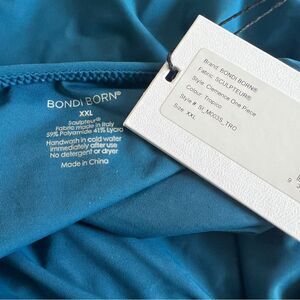 BONDI BORN®
XXL
Sculpteur®
Fabric made in Italy
59% Polyamide 41% Lycra
Handwash in cold water
immediately after use
No detergent or dryer
Made in China
Brand: BONDI BORN®
Fabric: SCULPTEUR®
Style: Clemence One Piece
Colour: Tropico
Style #: SLM003S_TRO
Size: XXL
9